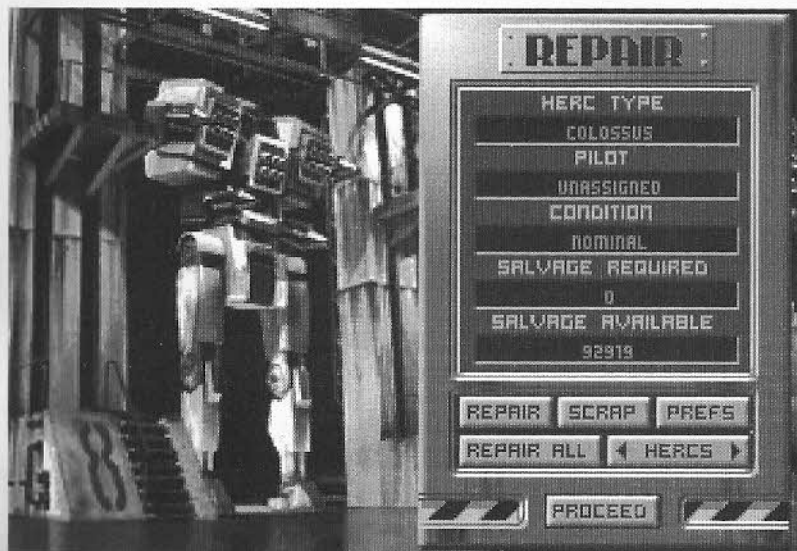 REPAIR
HERC TYPE
COLOSSUS
PILOT
UNASSIGNED
CONDITION
NOMINAL
SALVAGE REQUIRED
0
SALVAGE AVAILABLE
92919
REPAIR SCRAP PREFS
REPAIR ALL HERCS
PROCEED
8